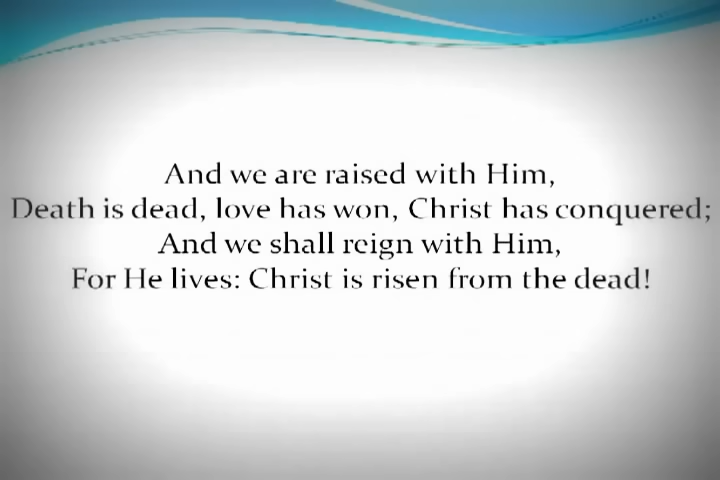 And we are raised with Him,
Death is dead, love has won, Christ has conquered;
And we shall reign with Him,
For He lives: Christ is risen from the dead!